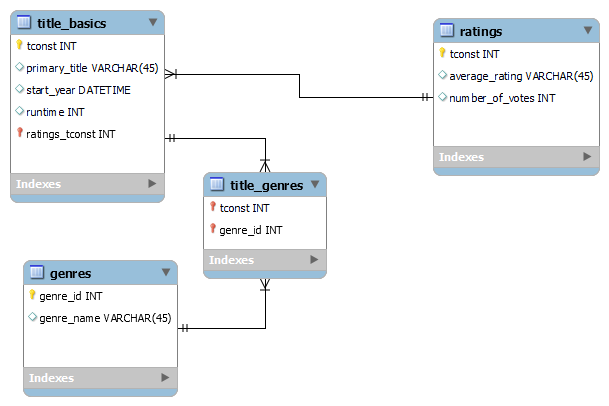 title_basics
tconst INT
primary_title VARCHAR(45)
start_year DATETIME
runtime INT
ratings_tconst INT
Indexes
ratings
tconst INT
average_rating VARCHAR(45)
number_of_votes INT
Indexes
title_genres
tconst INT
genre_id INT
Indexes
genres
genre_id INT
genre_name VARCHAR(45)
Indexes